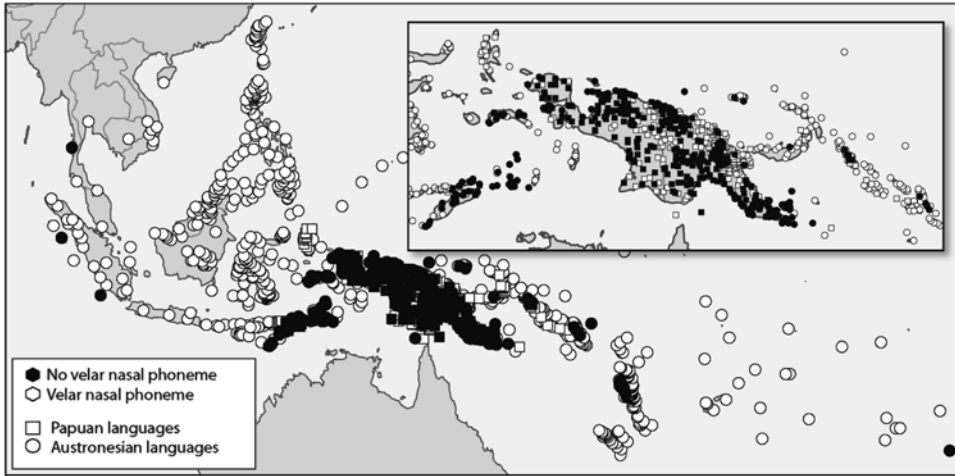 No velar nasal phoneme
Velar nasal phoneme
Papuan languages
Austronesian languages